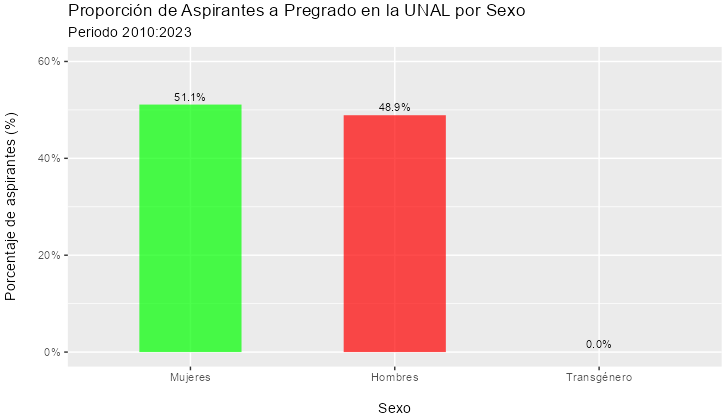 Proporción de Aspirantes a Pregrado en la UNAL por Sexo
Periodo 2010:2023
Porcentaje de aspirantes (%)
60%
40%
20%
0%
51.1%
48.9%
0.0%
Mujeres
Hombres
Transgénero
Sexo